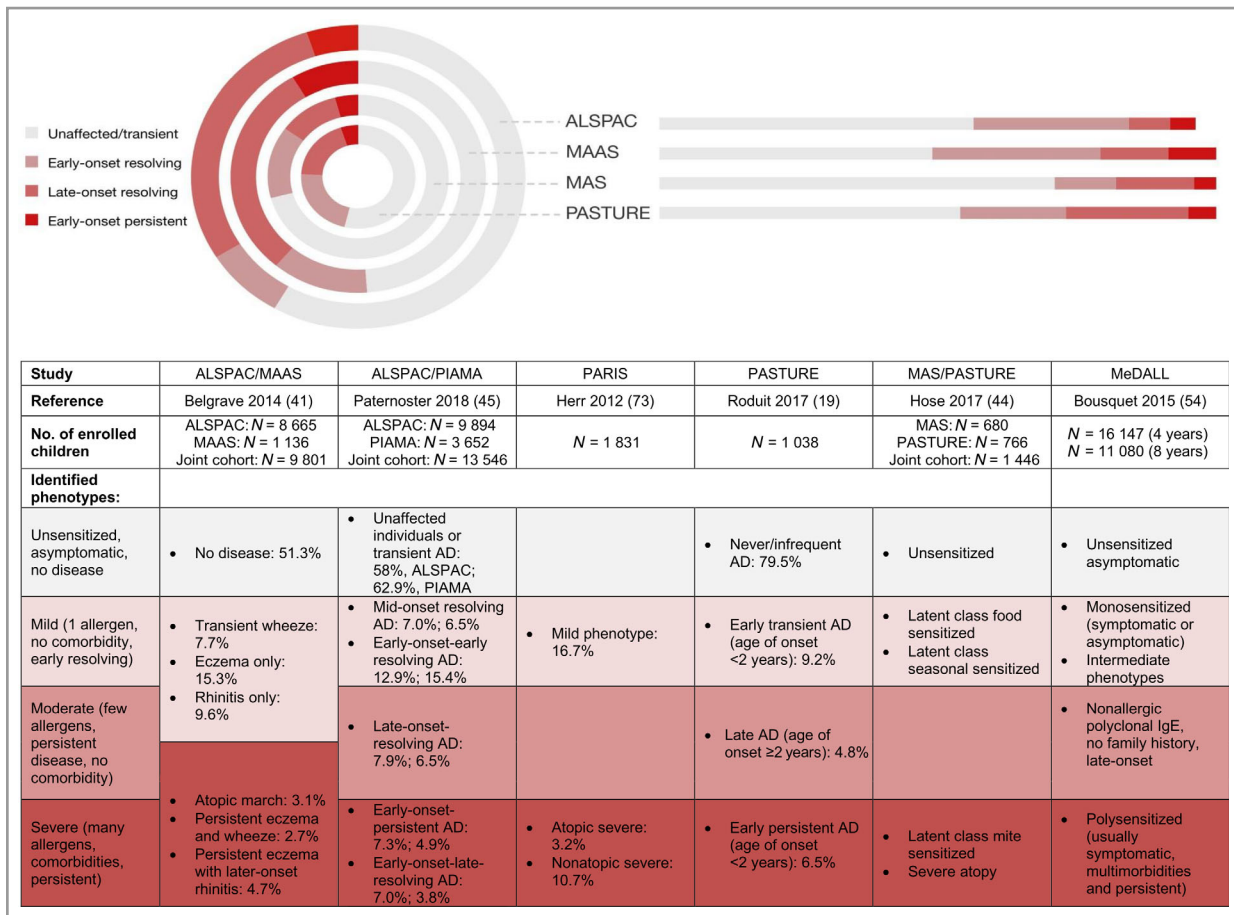 Unaffected/transient
Early-onset resolving
Late-onset resolving
Early-onset persistent
ALSPAC
MAAS
MAS
PASTURE
Study
ALSPAC/MAAS
ALSPAC/PIAMA
PARIS
PASTURE
MAS/PASTURE
MeDALL
Reference
Belgrave 2014 (41)
Paternoster 2018 (45)
Herr 2012 (73)
Roduit 2017 (19)
Hose 2017 (44)
Bousquet 2015 (54)
No. of enrolled
children
ALSPAC: N = 8 665
MAAS: N = 1 136
Joint cohort: N = 9 801
ALSPAC: N = 9 894
PIAMA: N = 3 652
Joint cohort: N = 13 546
N = 1 831
N = 1 038
MAS: N = 680
PASTURE: N = 766
Joint cohort: N = 1 446
N = 16 147 (4 years)
N = 11 080 (8 years)
Identified
phenotypes:
Unsensitized,
asymptomatic,
no disease
• No disease: 51.3%
• Unaffected
individuals or
transient AD:
58%, ALSPAC;
62.9%, PIAMA
• Never/infrequent
AD: 79.5%
• Unsensitized
• Unsensitized
asymptomatic
Mild (1 allergen,
no comorbidity,
early resolving)
• Transient wheeze:
7.7%
• Eczema only:
15.3%
• Rhinitis only:
9.6%
• Mid-onset resolving
AD: 7.0%; 6.5%
• Early-onset-early
resolving AD:
12.9%; 15.4%
• Mild phenotype:
16.7%
• Early transient AD
(age of onset
<2 years): 9.2%
• Latent class food
sensitized
• Latent class
seasonal sensitized
• Monosensitized
(symptomatic or
asymptomatic)
• Intermediate
phenotypes
Moderate (few
allergens,
persistent
disease, no
comorbidity)
• Late-onset-
resolving AD:
7.9%; 6.5%
• Late AD (age of
onset ≥2 years): 4.8%
• Nonallergic
polyclonal IgE,
no family history,
late-onset
Severe (many
allergens,
comorbidities,
persistent)
• Atopic march: 3.1%
• Persistent eczema
and wheeze: 2.7%
• Persistent eczema
with later-onset
rhinitis: 4.7%
• Early-onset-
persistent AD:
7.3%; 4.9%
• Early-onset-late-
resolving AD:
7.0%; 3.8%
• Atopic severe:
3.2%
• Nonatopic severe:
10.7%
• Early persistent AD
(age of onset
<2 years): 6.5%
• Latent class mite
sensitized
• Severe atopy
• Polysensitized
(usually
symptomatic,
multimorbidities
and persistent)